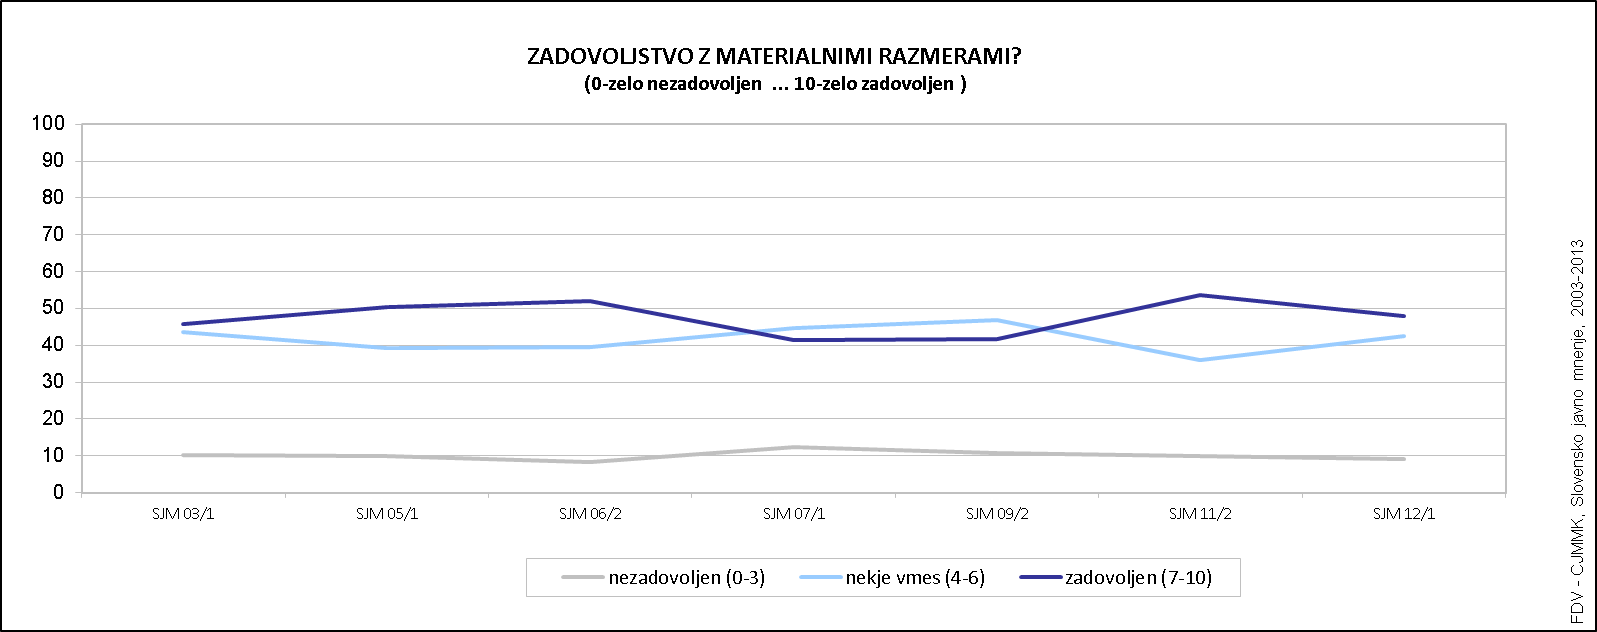 ZADOVOLJSTVO Z MATERIALNIMI RAZMERAMI?
(0-zelo nezadovoljen ... 10-zelo zadovoljen )
100
90
80
70
60
50
40
30
20
10
0
SJM 03/1 SJM 05/1 SJM 06/2 SJM 07/1 SJM 09/2 SJM 11/2 SJM 12/1
nezadovoljen (0-3) nekje vmes (4-6) zadovoljen (7-10)
FDV - CJMMK, Slovensko javno mnenje, 2003-2013